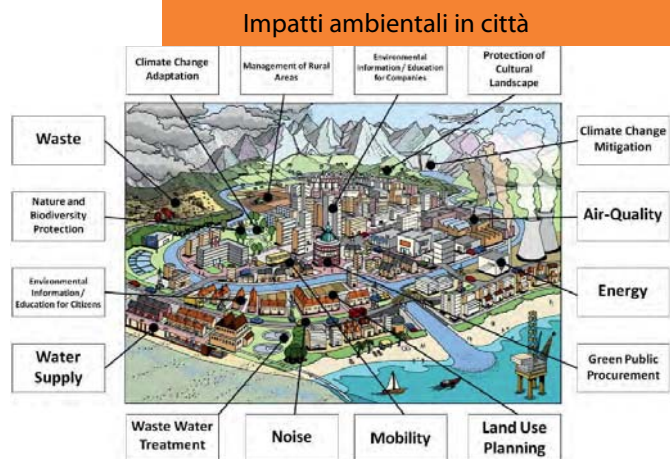 Impatti ambientali in città
Climate Change
Adaptation
Management of Rural
Areas
Environmental
Information / Education
for Companies
Protection of
Cultural
Landscape
Waste
Climate Change
Mitigation
Nature and
Biodiversity
Protection
Air-Quality
Environmental
Information /
Education for Citizens
Energy
Water
Supply
Green Public
Procurement
Waste Water
Treatment
Noise
Mobility
Land Use
Planning